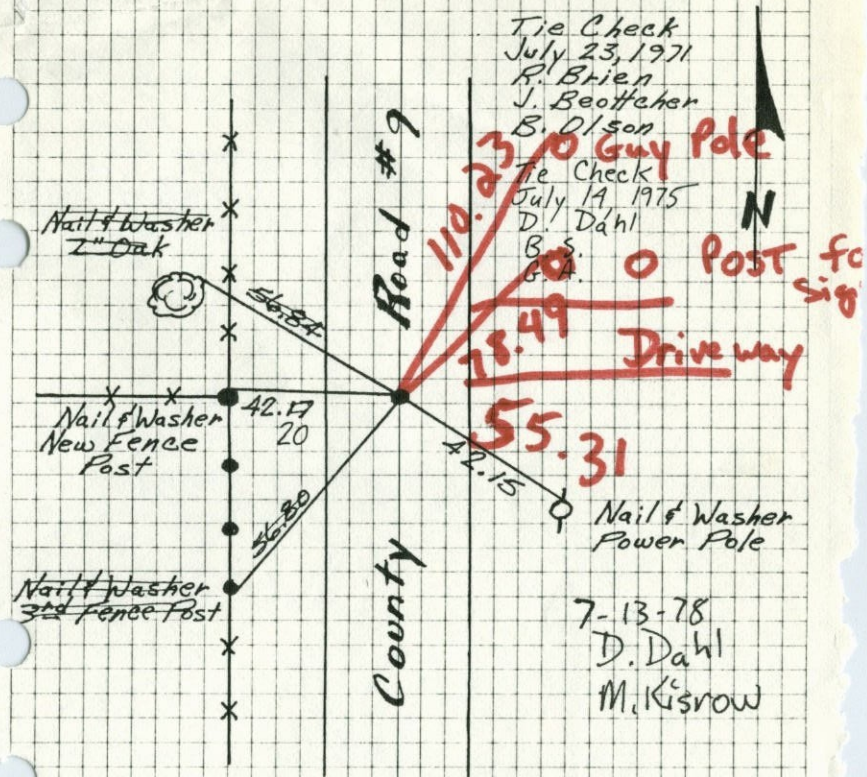 Tie Check
July 23, 1971
R. Brien
J. Beottcher
B. Olson
Guy Pole
110.23
Tie Check
July 14, 1975
D. Dahl
B. S.
G. A.
N
Post fo
Sig
78.49
Driveway
55.31
Road #9
County
Nail & Washer
2" Oak
56.84
42.17
20
Nail & Washer
New Fence
Post
56.80
Nail & Washer
3rd Fence Post
42.15
Nail & Washer
Power Pole
7-13-78
D. Dahl
M. Kisrow